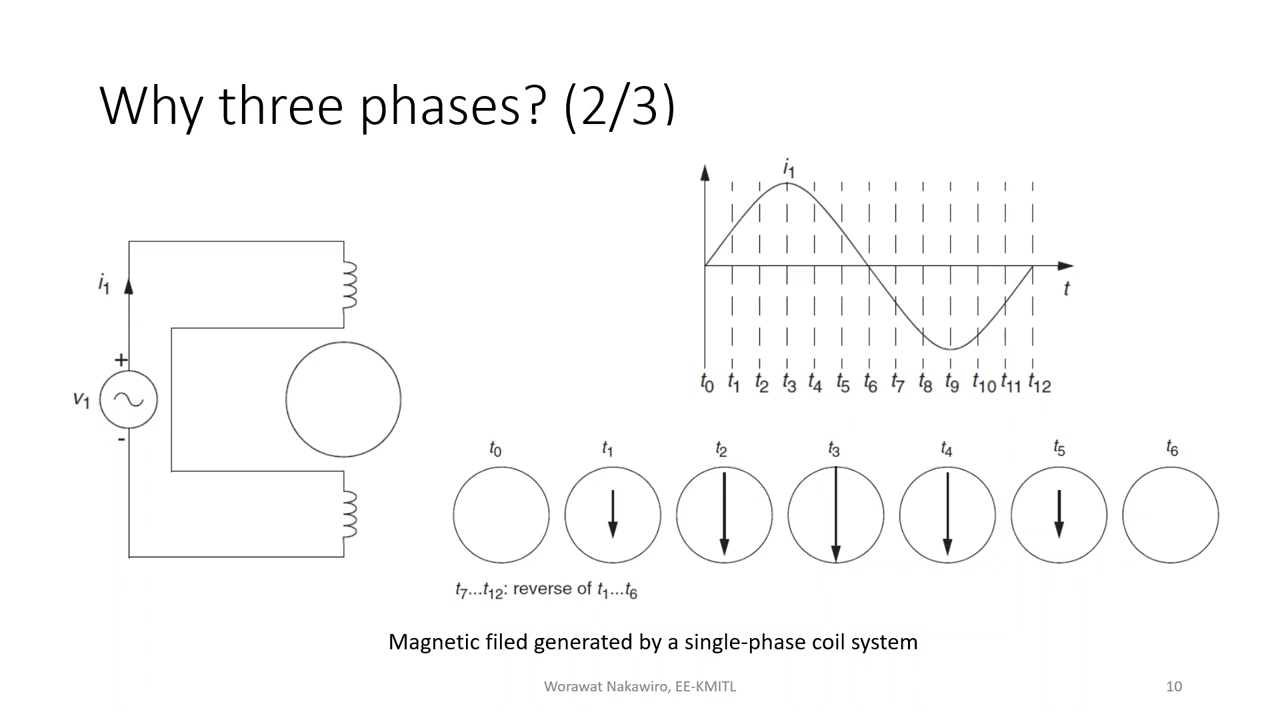 Why three phases? (2/3)
i1
t
t0 t1 t2 t3 t4 t5 t6 t7 t8 t9 t10 t11 t12
i1
+
v1
-
t0 t1 t2 t3 t4 t5 t6
t7...t12: reverse of t1...t6
Magnetic filed generated by a single-phase coil system
Worawat Nakawiro, EE-KMITL
10